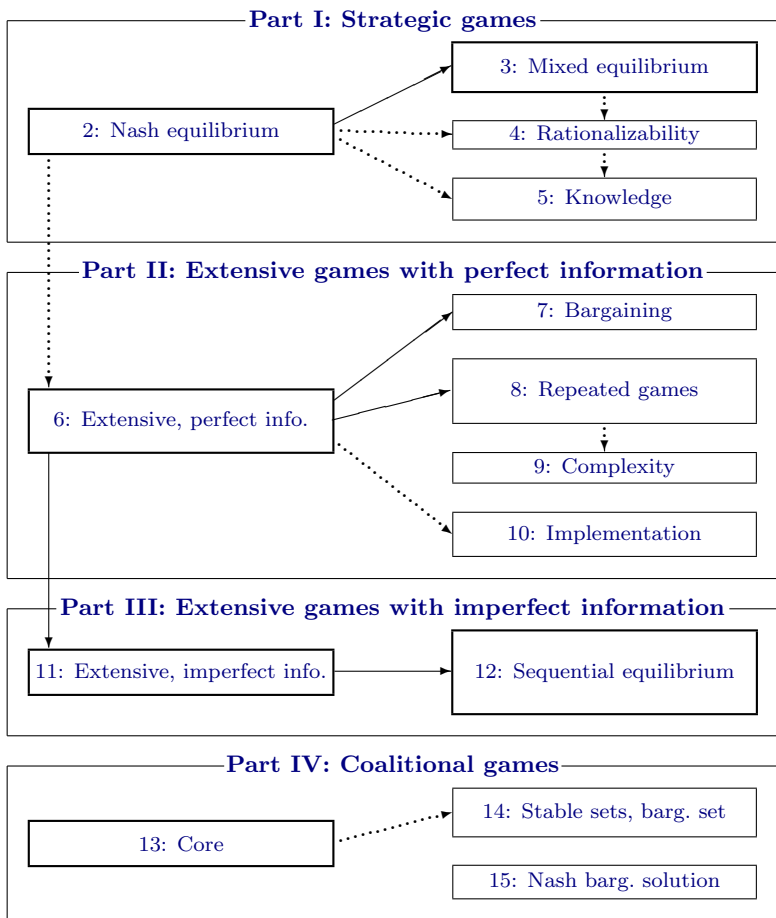 Part I: Strategic games
3: Mixed equilibrium
2: Nash equilibrium
4: Rationalizability
5: Knowledge
Part II: Extensive games with perfect information
7: Bargaining
8: Repeated games
6: Extensive, perfect info.
9: Complexity
10: Implementation
Part III: Extensive games with imperfect information
11: Extensive, imperfect info.
12: Sequential equilibrium
Part IV: Coalitional games
14: Stable sets, barg. set
13: Core
15: Nash barg. solution